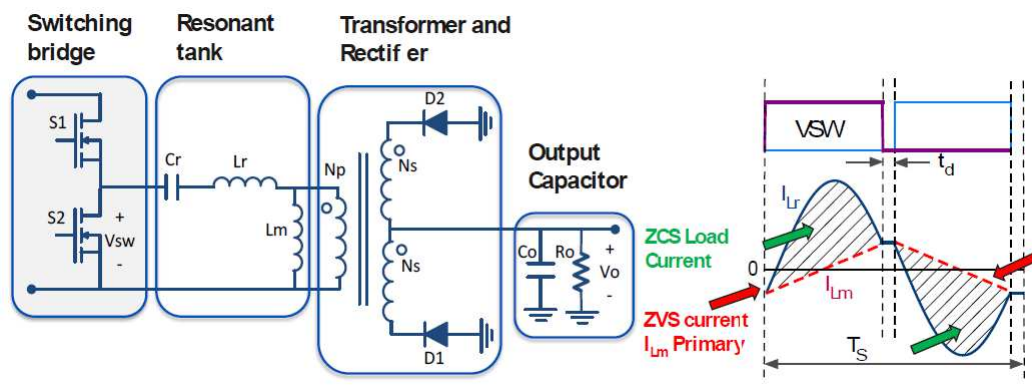 Switching
bridge
Resonant
tank
Transformer and
Rectif er
Output
Capacitor
S1
S2
+
Vsw
-
Cr
Lr
Lm
Np
Ns
Ns
D2
D1
Co
Ro
+
Vo
-
VSW
td
ILr
ZCS Load
Current
0
ILm
ZVS current
ILm Primary
TS